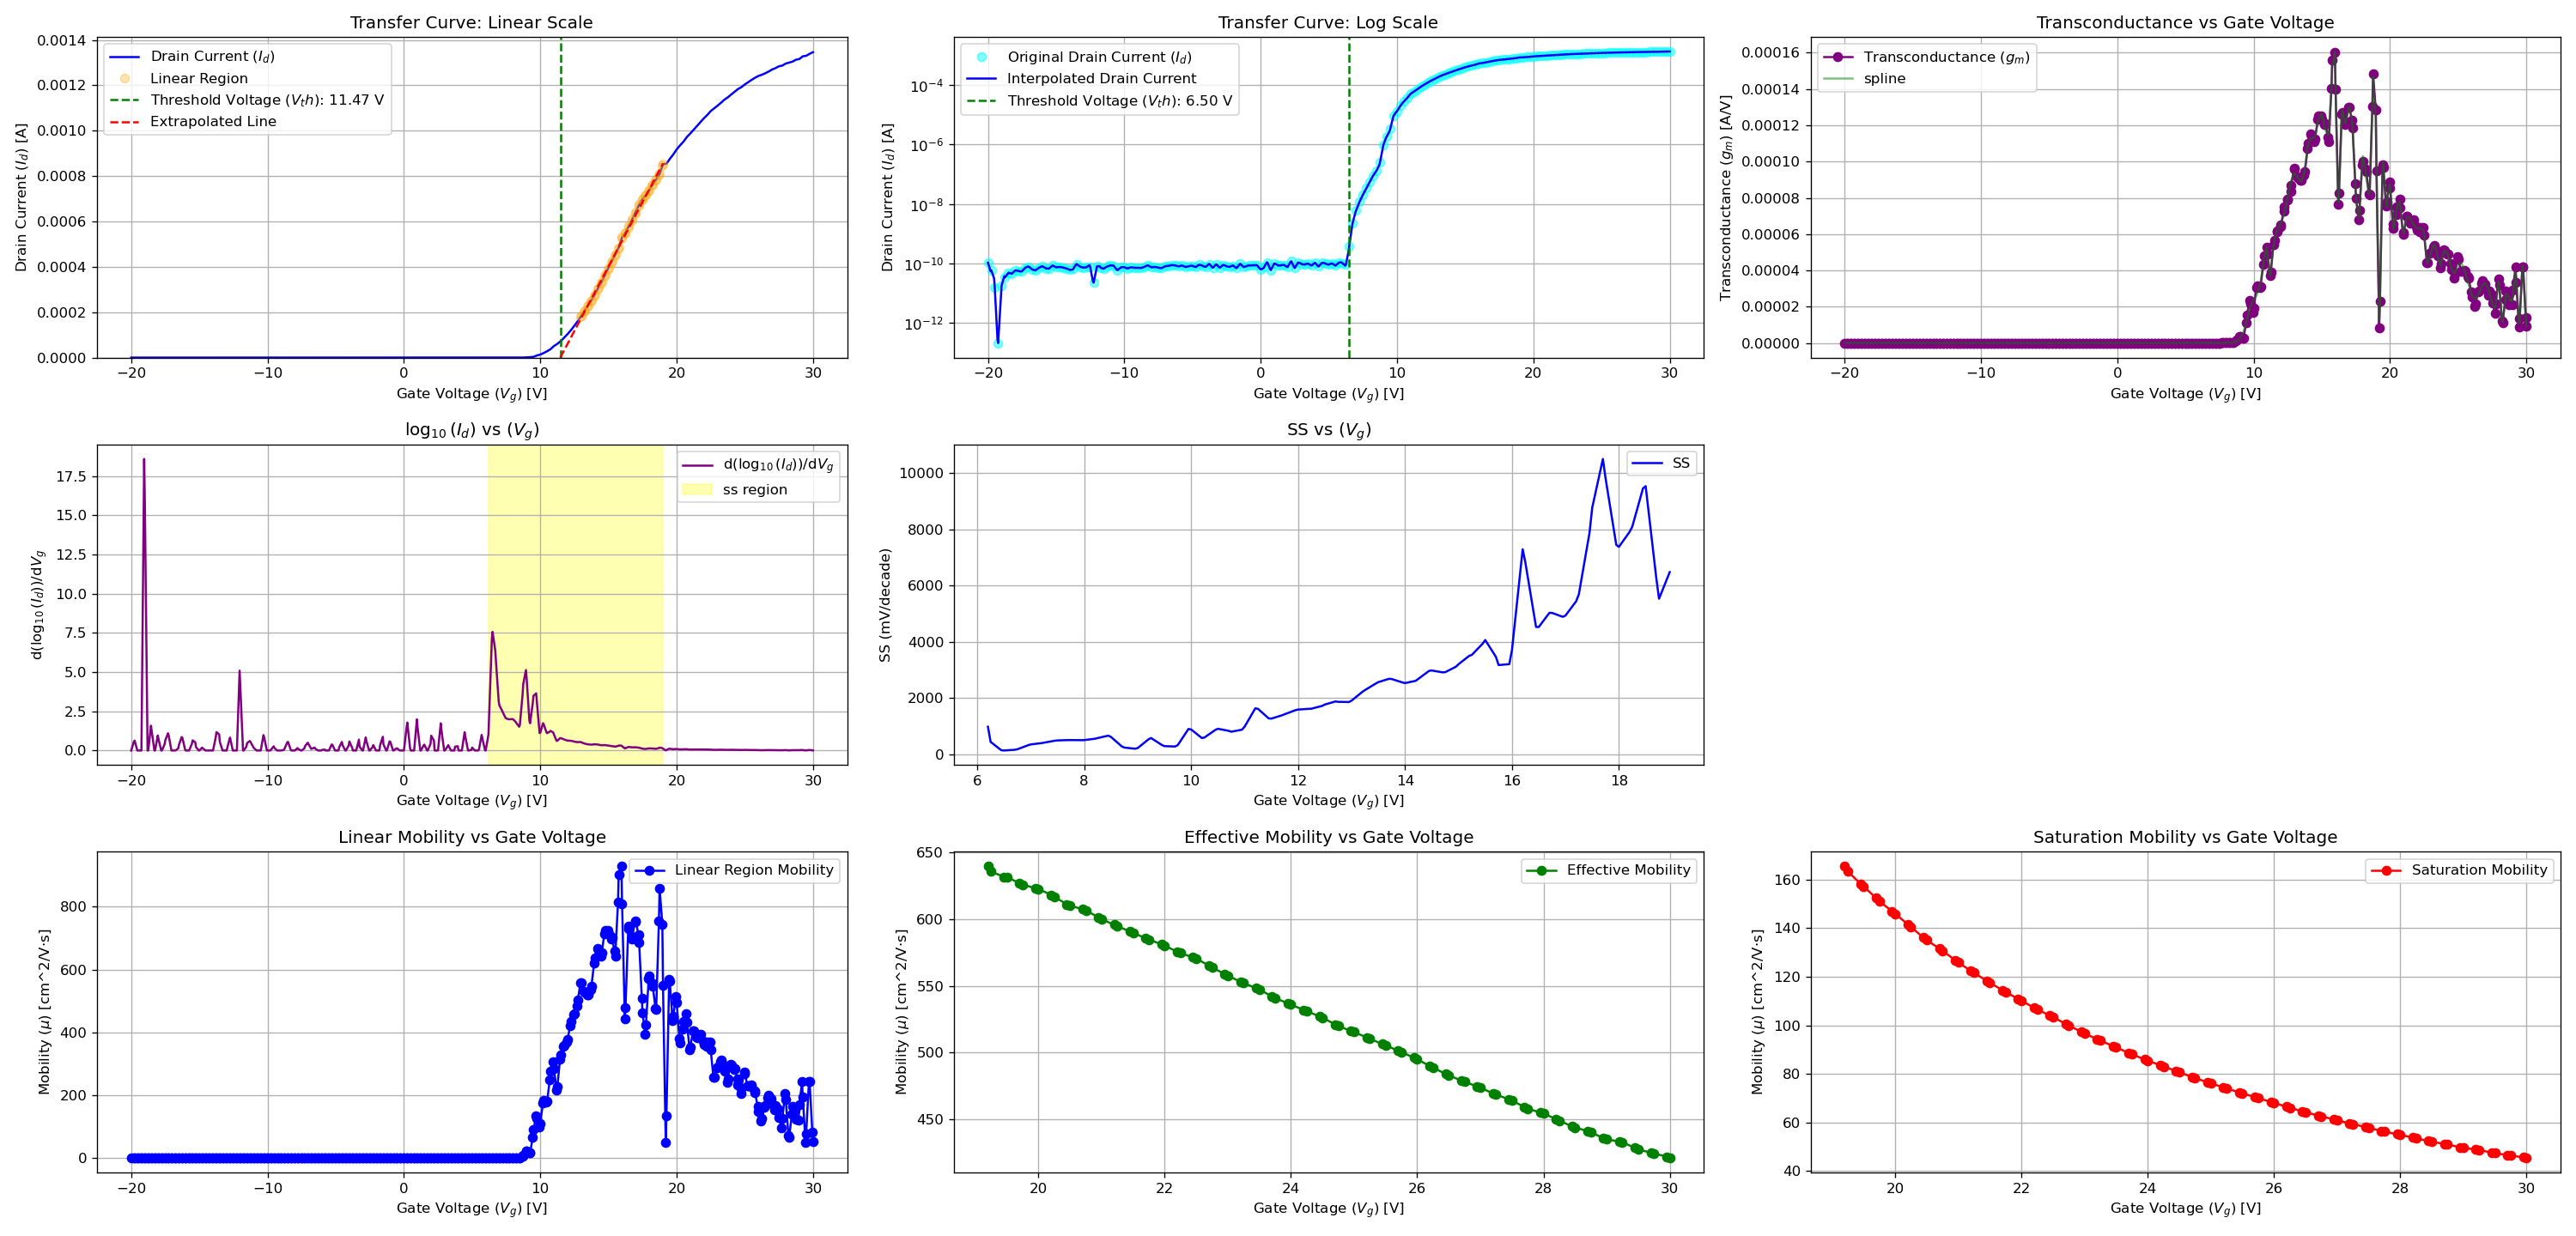 Transfer Curve: Linear Scale
0.0014
0.0012
0.0010
0.0008
0.0006
0.0004
0.0002
0.0000
Drain Current (I_d) [A]
Drain Current (I_d)
Linear Region
Threshold Voltage (V_th): 11.47 V
Extrapolated Line
−20 −10 0 10 20 30
Gate Voltage (V_g) [V]
Transfer Curve: Log Scale
10^−4
10^−6
10^−8
10^−10
10^−12
Drain Current (I_d) [A]
Original Drain Current (I_d)
Interpolated Drain Current
Threshold Voltage (V_th): 6.50 V
−20 −10 0 10 20 30
Gate Voltage (V_g) [V]
Transconductance vs Gate Voltage
0.00016
0.00014
0.00012
0.00010
0.00008
0.00006
0.00004
0.00002
0.00000
Transconductance (g_m) [A/V]
Transconductance (g_m)
spline
−20 −10 0 10 20 30
Gate Voltage (V_g) [V]
log_10 (I_d) vs (V_g)
17.5
15.0
12.5
10.0
7.5
5.0
2.5
0.0
d(log_10 (I_d))/dV_g
d(log_10 (I_d))/dV_g
ss region
−20 −10 0 10 20 30
Gate Voltage (V_g) [V]
SS vs (V_g)
10000
8000
6000
4000
2000
0
SS (mV/decade)
SS
6 8 10 12 14 16 18
Gate Voltage (V_g) [V]
Linear Mobility vs Gate Voltage
800
600
400
200
0
Mobility (μ) [cm^2/V·s]
Linear Region Mobility
−20 −10 0 10 20 30
Gate Voltage (V_g) [V]
Effective Mobility vs Gate Voltage
650
600
550
500
450
Mobility (μ) [cm^2/V·s]
Effective Mobility
20 22 24 26 28 30
Gate Voltage (V_g) [V]
Saturation Mobility vs Gate Voltage
160
140
120
100
80
60
40
Mobility (μ) [cm^2/V·s]
Saturation Mobility
20 22 24 26 28 30
Gate Voltage (V_g) [V]